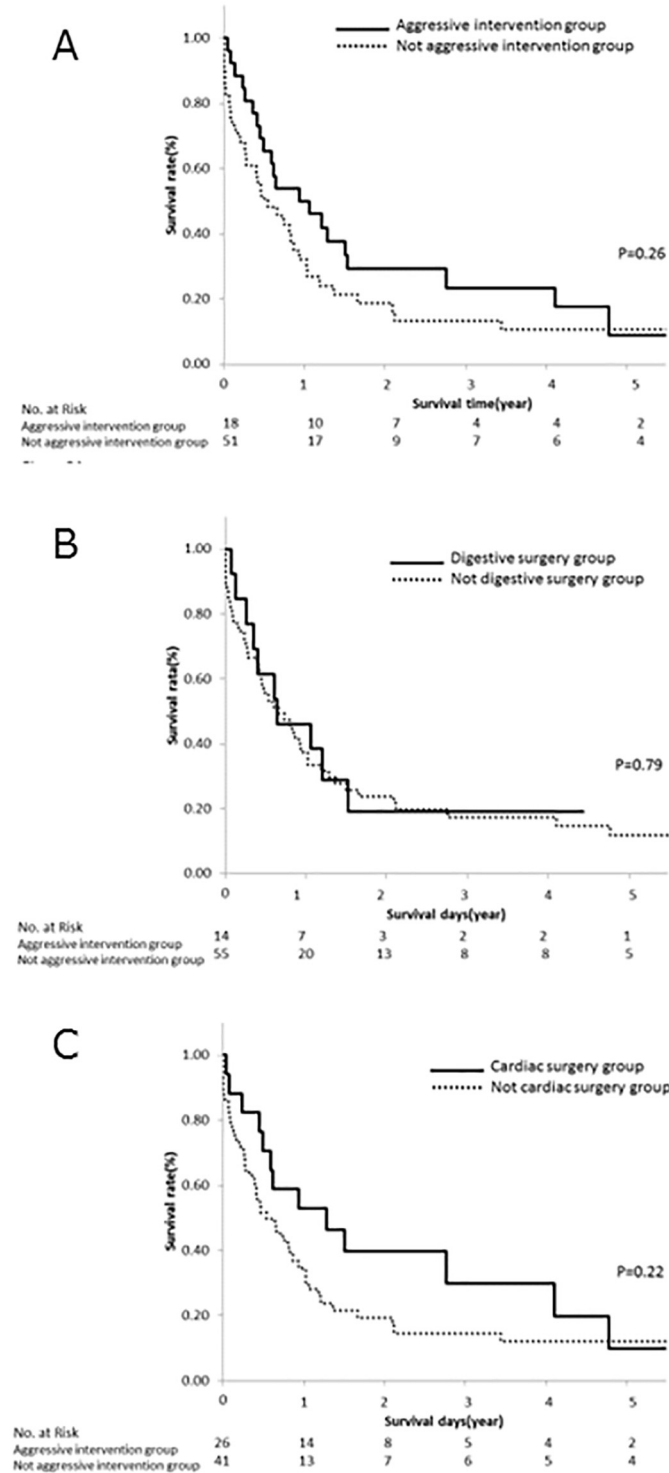 A
Aggressive intervention group
Not aggressive intervention group
1.00
0.80
0.60
0.40
0.20
0.00
Survival rate(%)
P=0.26
0 1 2 3 4 5
Survival time(year)
No. at Risk
Aggressive intervention group 18 10 7 4 4 2
Not aggressive intervention group 51 17 9 7 6 4
B
Digestive surgery group
Not digestive surgery group
1.00
0.80
0.60
0.40
0.20
0.00
Survival rata(%)
P=0.79
0 1 2 3 4 5
Survival days(year)
No. at Risk
Aggressive intervention group 14 7 3 2 2 1
Not aggressive intervention group 55 20 13 8 8 5
C
Cardiac surgery group
Not cardiac surgery group
1.00
0.80
0.60
0.40
0.20
0.00
Survival rate(%)
P=0.22
0 1 2 3 4 5
Survival days(year)
No. at Risk
Aggressive intervention group 26 14 8 5 4 2
Not aggressive intervention group 41 13 7 6 5 4